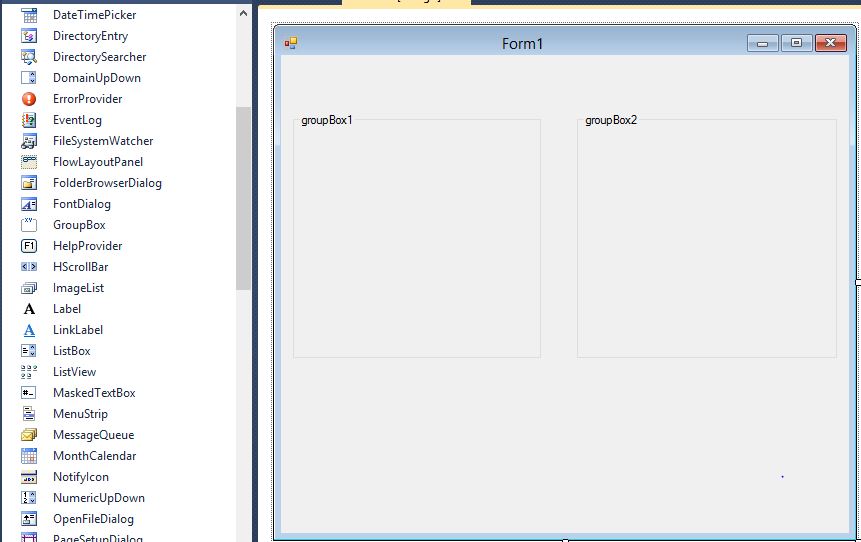 DateTimePicker
DirectoryEntry
DirectorySearcher
DomainUpDown
ErrorProvider
EventLog
FileSystemWatcher
FlowLayoutPanel
FolderBrowserDialog
FontDialog
GroupBox
HelpProvider
HScrollBar
ImageList
Label
LinkLabel
ListBox
ListView
MaskedTextBox
MenuStrip
MessageQueue
MonthCalendar
NotifyIcon
NumericUpDown
OpenFileDialog
PageSetupDialog
Form1
groupBox1
groupBox2